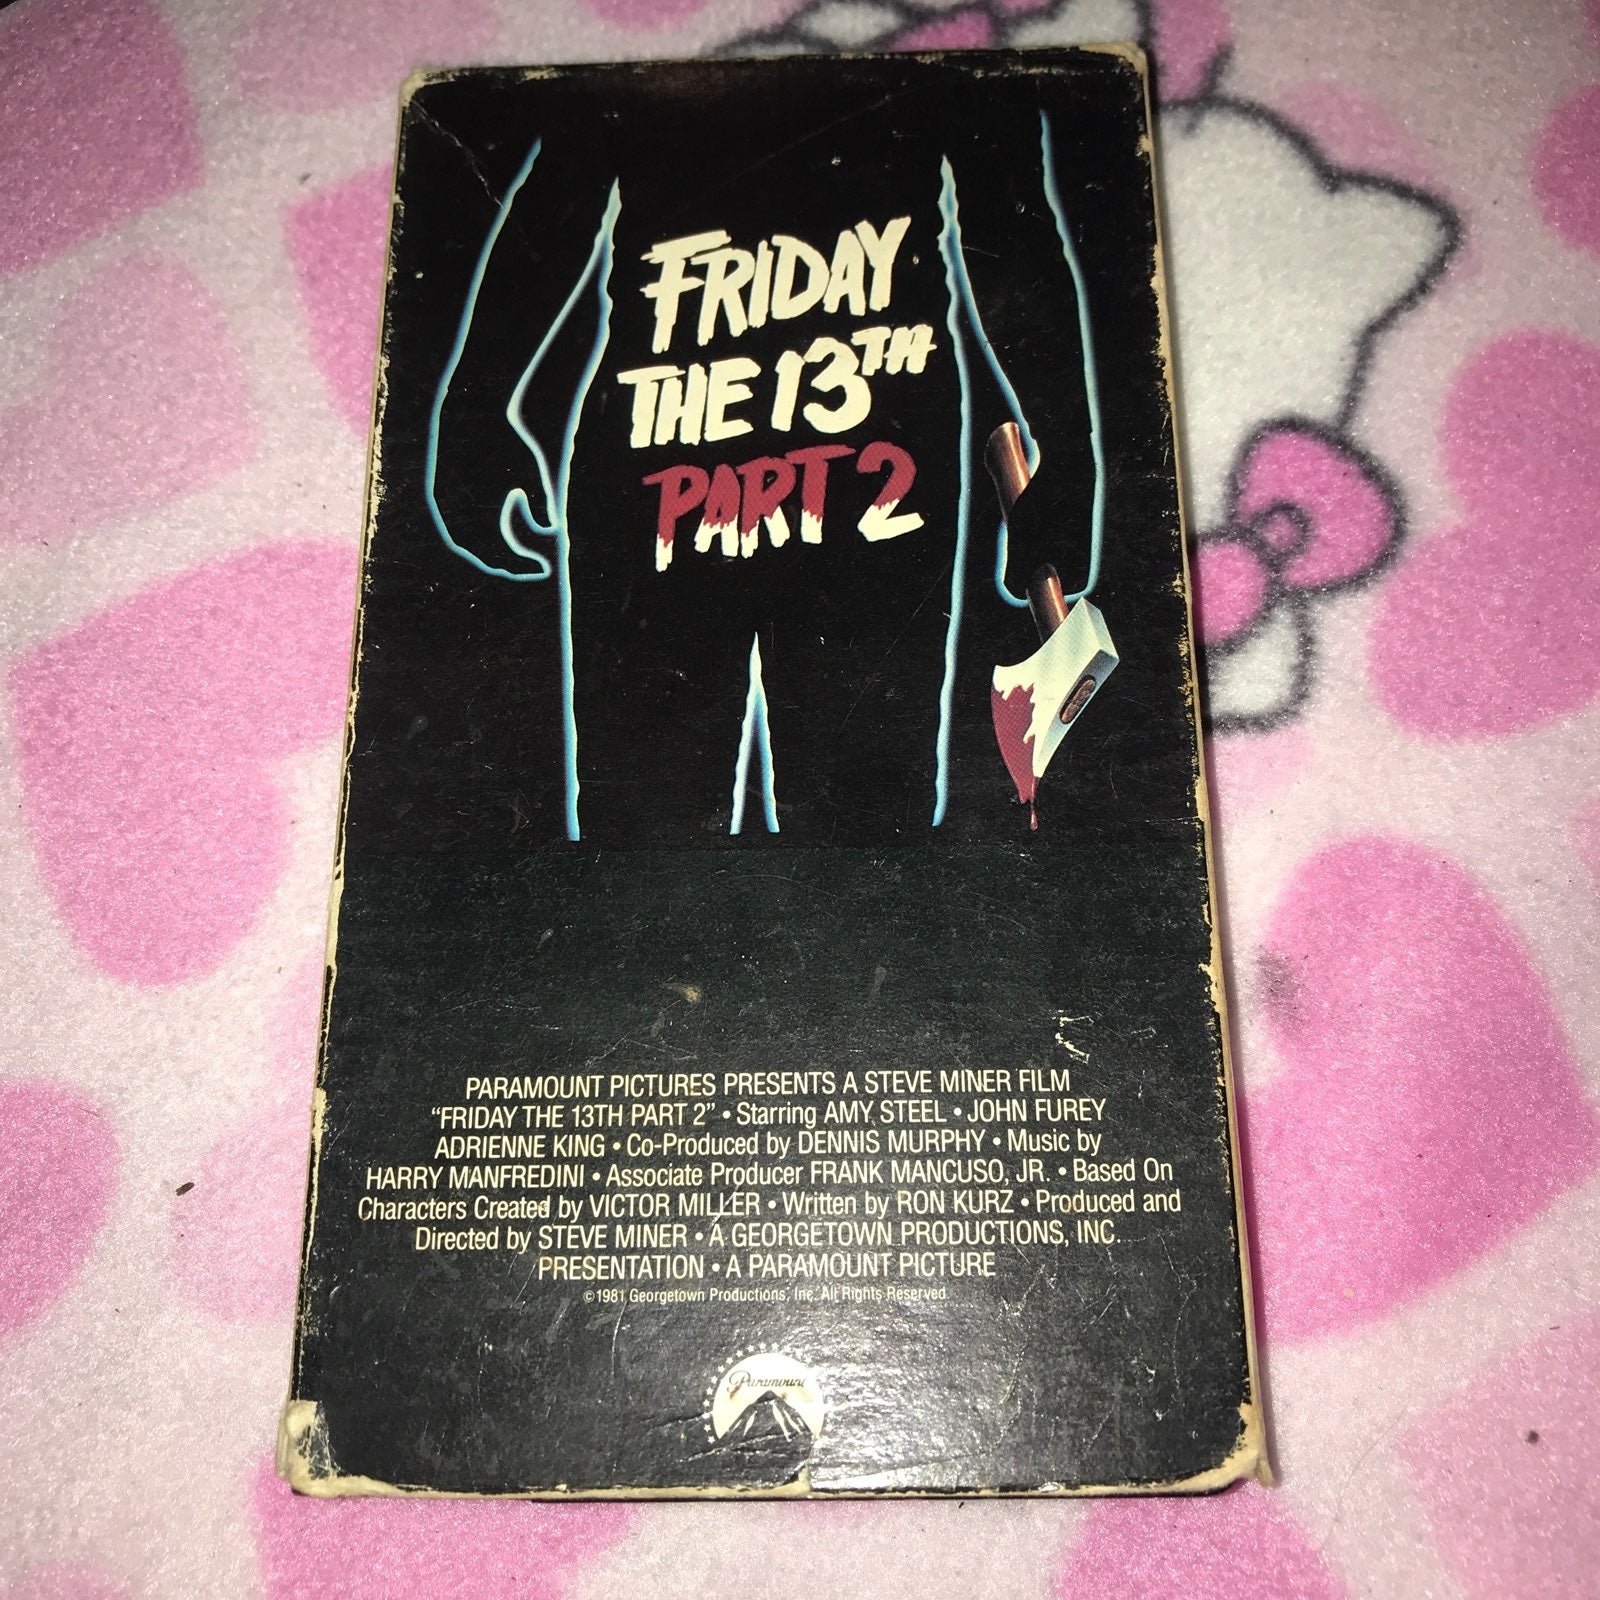 FRIDAY
THE 13TH
PART 2
PARAMOUNT PICTURES PRESENTS A STEVE MINER FILM
"FRIDAY THE 13TH PART 2" • Starring AMY STEEL • JOHN FUREY
ADRIENNE KING • Co-Produced by DENNIS MURPHY • Music by
HARRY MANFREDINI • Associate Producer FRANK MANCUSO, JR. • Based On
Characters Created by VICTOR MILLER • Written by RON KURZ • Produced and
Directed by STEVE MINER • A GEORGETOWN PRODUCTIONS, INC.
PRESENTATION • A PARAMOUNT PICTURE
©1981 Georgetown Productions, Inc. All Rights Reserved
Paramount